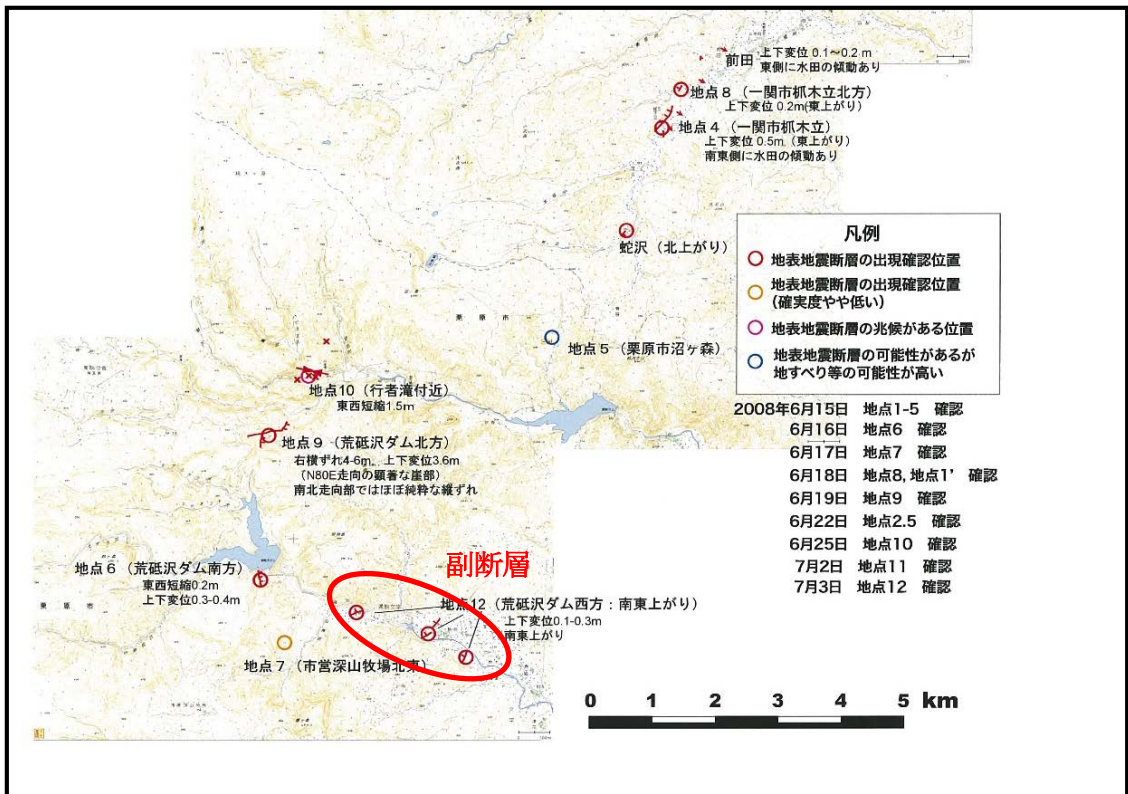 前田
上下変位 0.1～0.2 m
東側に水田の傾動あり
地点８（一関市枛木立北方）
上下変位 0.2m(東上がり)
地点４（一関市枛木立）
上下変位 0.5m（東上がり）
南東側に水田の傾動あり
蛇沢（北上がり）
凡例
地表地震断層の出現確認位置
地表地震断層の出現確認位置
（確実度やや低い）
地表地震断層の兆候がある位置
地表地震断層の可能性があるが
地すべり等の可能性が高い
栗原市
地点５（栗原市沼ヶ森）
地点10（行者滝付近）
東西短縮1.5m
地点９（荒砥沢ダム北方）
右横ずれ4-6m, 上下変位3.6m
（N80E走向の顕著な崖部）
南北走向部ではほぼ純粋な縦ずれ
2008年6月15日 地点1-5 確認
6月16日 地点6 確認
6月17日 地点7 確認
6月18日 地点8, 地点1' 確認
6月19日 地点9 確認
6月22日 地点2.5 確認
6月25日 地点10 確認
7月2日 地点11 確認
7月3日 地点12 確認
副断層
地点６（荒砥沢ダム南方）
東西短縮0.2m
上下変位0.3-0.4m
栗原市
地点12（荒砥沢ダム西方：南東上がり）
上下変位0.1-0.3m
南東上がり
地点７（市営深山牧場北東）
0 1 2 3 4 5 km